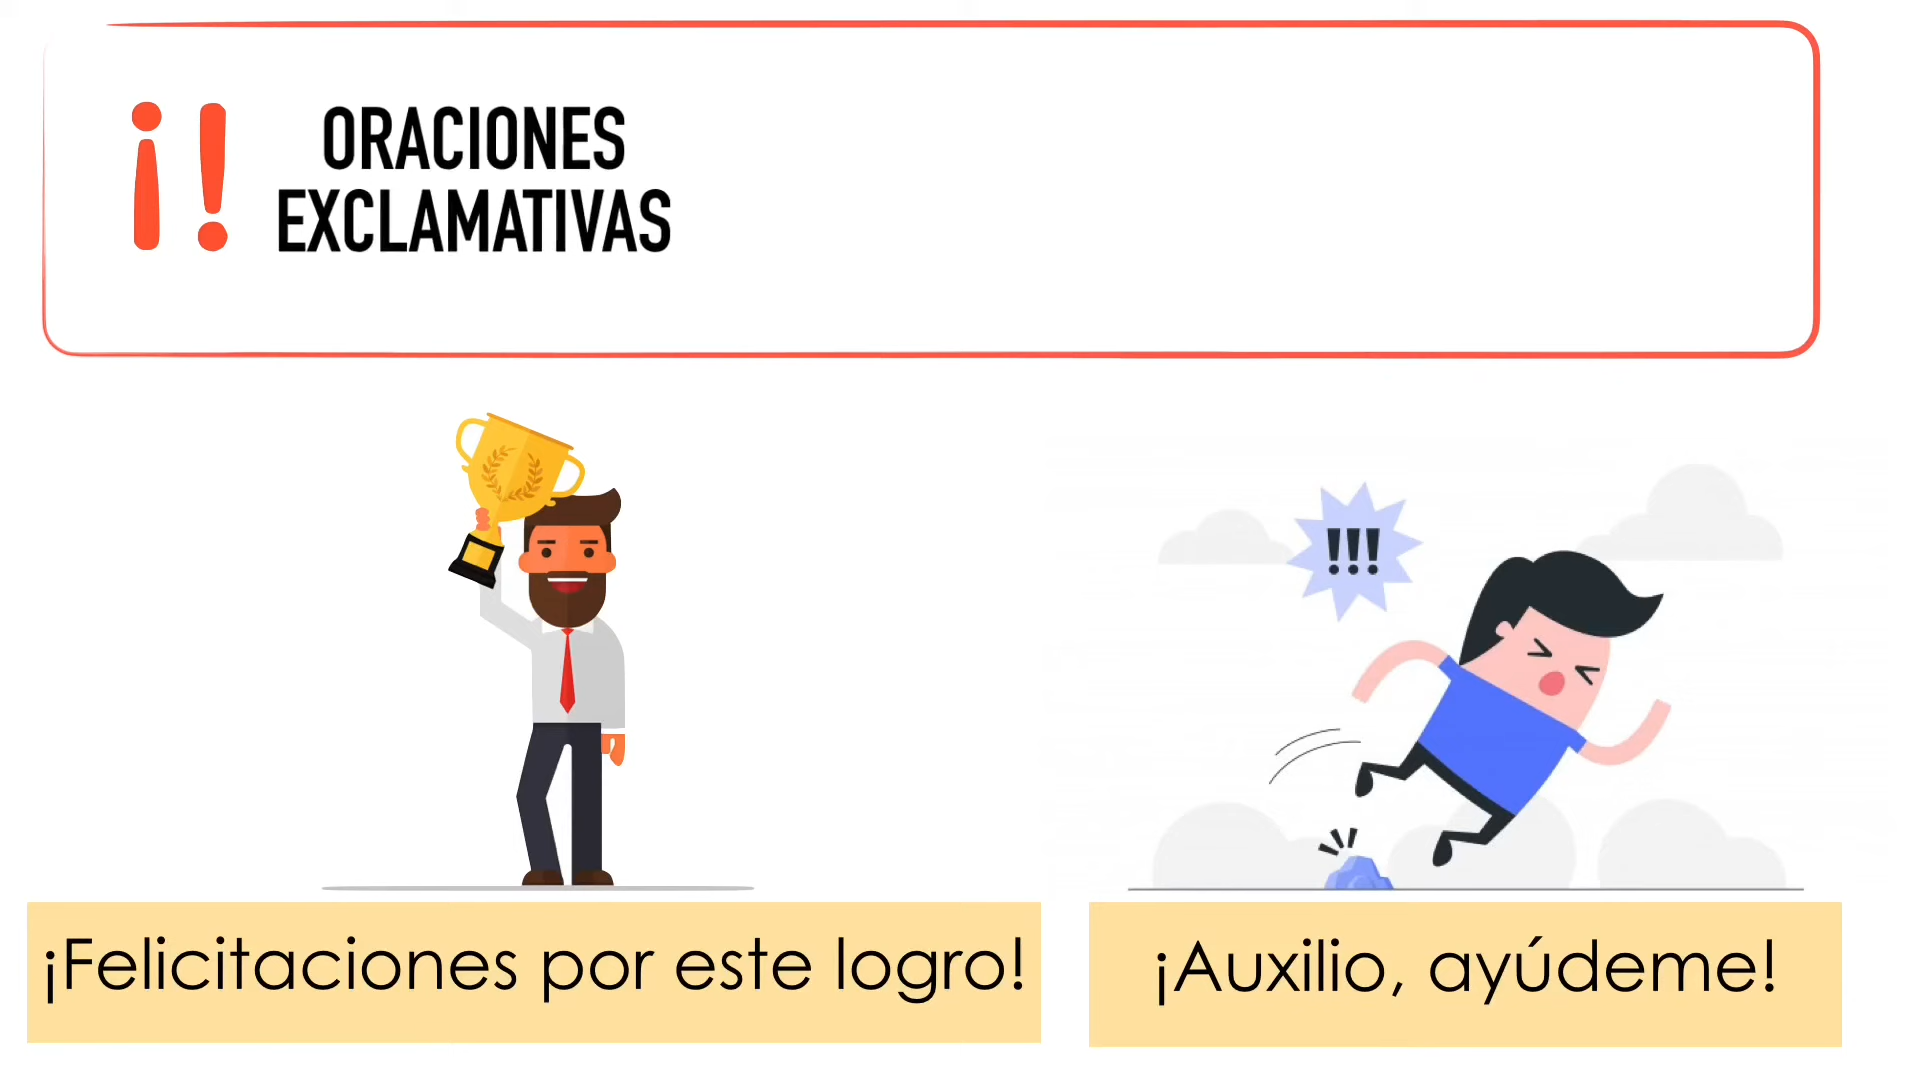 ¡!
ORACIONES
EXCLAMATIVAS
!!!
¡Felicitaciones por este logro!
¡Auxilio, ayúdeme!